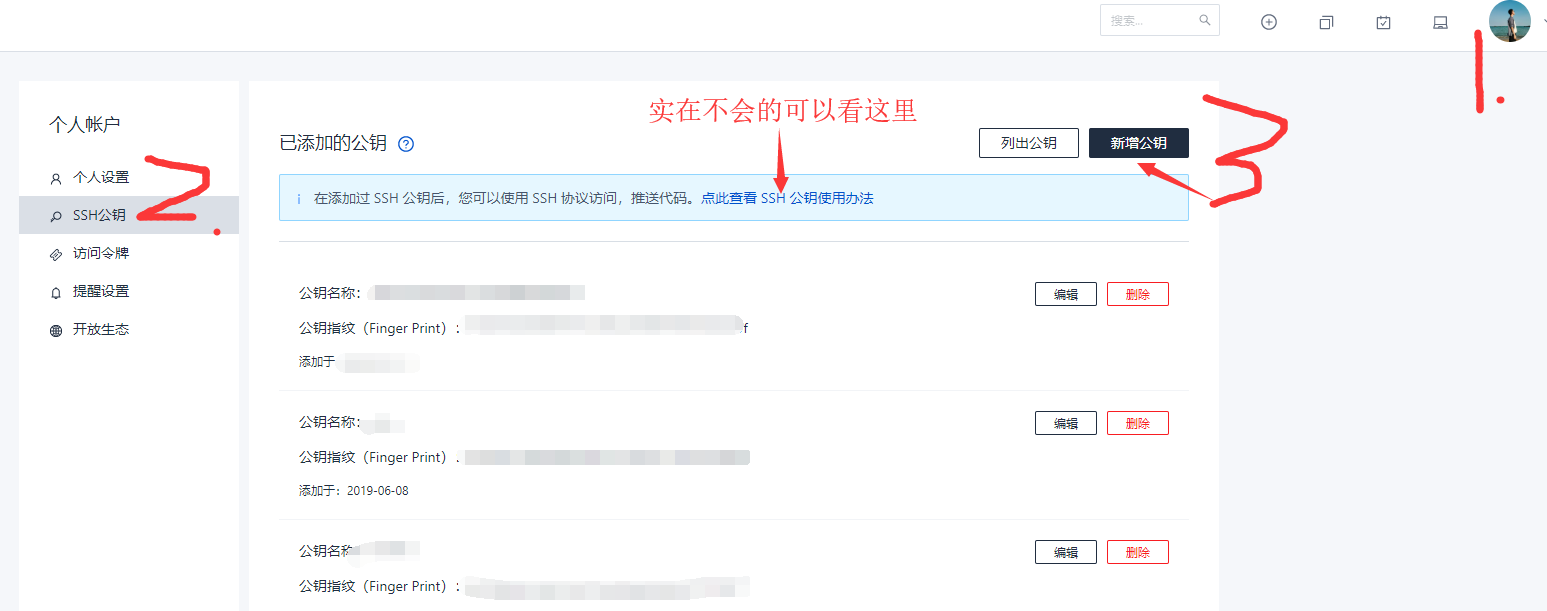 搜索...
1.
个人帐户
个人设置
SSH公钥
2.
访问令牌
提醒设置
开放生态
实在不会的可以看这里
已添加的公钥
列出公钥
新增公钥
3
在添加过 SSH 公钥后，您可以使用 SSH 协议访问，推送代码。点此查看 SSH 公钥使用办法
公钥名称：
编辑
删除
公钥指纹（Finger Print）: f
添加于
公钥名称：
编辑
删除
公钥指纹（Finger Print）
添加于：2019-06-08
公钥名称
编辑
删除
公钥指纹（Finger Print）: